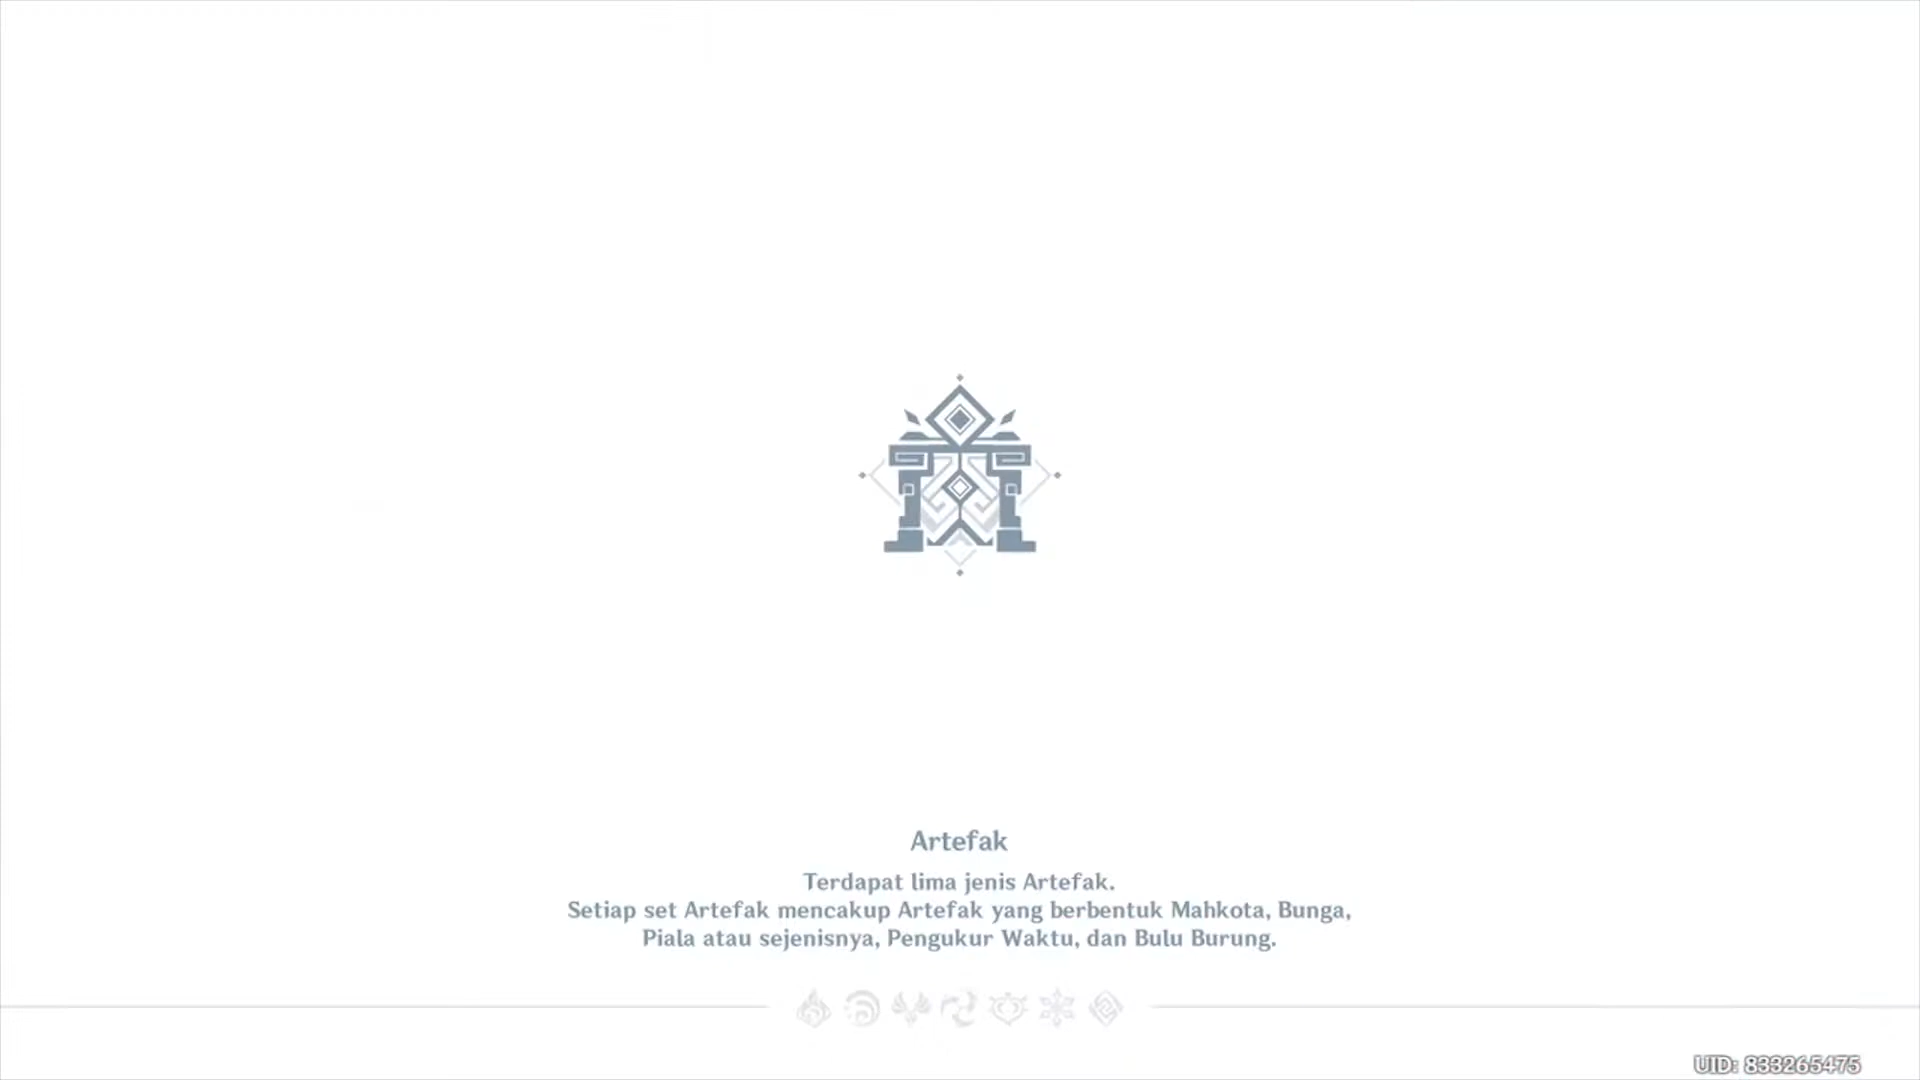 Artefak
Terdapat lima jenis Artefak.
Setiap set Artefak mencakup Artefak yang berbentuk Mahkota, Bunga,
Piala atau sejenisnya, Pengukur Waktu, dan Bulu Burung.
UID: 833265475